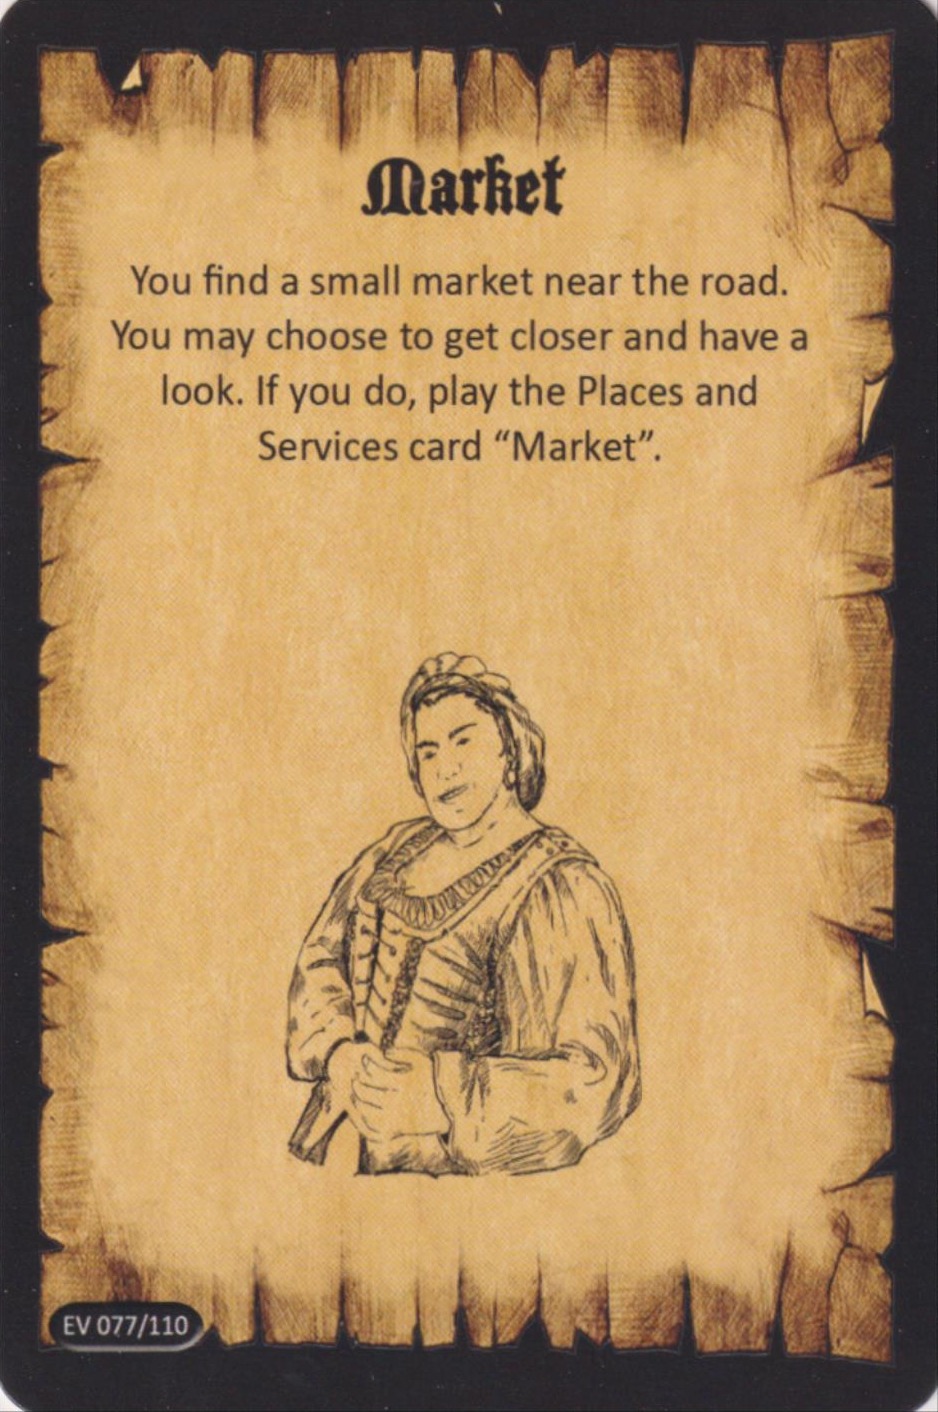 Market
You find a small market near the road.
You may choose to get closer and have a
look. If you do, play the Places and
Services card “Market”.
EV 077/110